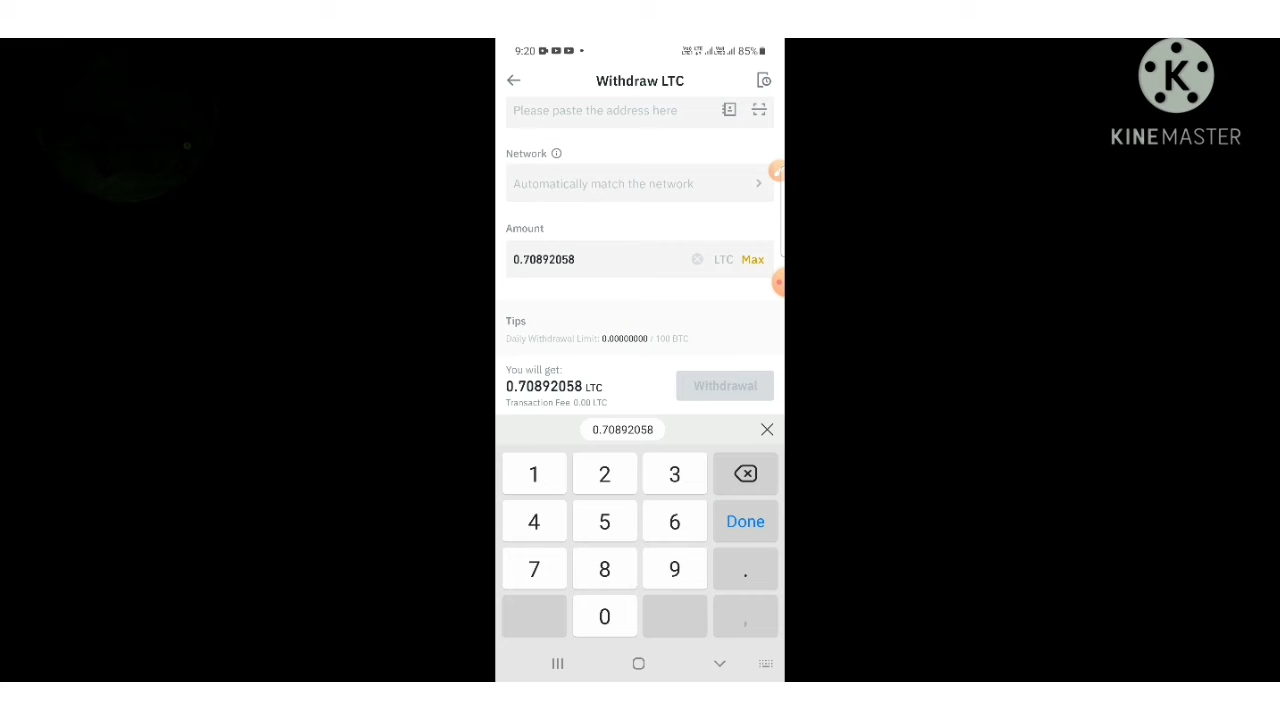 9:20 85%
Withdraw LTC
Please paste the address here
Network
Automatically match the network
Amount
0.70892058 LTC Max
Tips
Daily Withdrawal Limit: 0.00000000 / 100 BTC
You will get:
0.70892058 LTC
Withdrawal
Transaction Fee 0.00 LTC
0.70892058
1 2 3
4 5 6 Done
7 8 9 .
0 ,
K
KINEMASTER